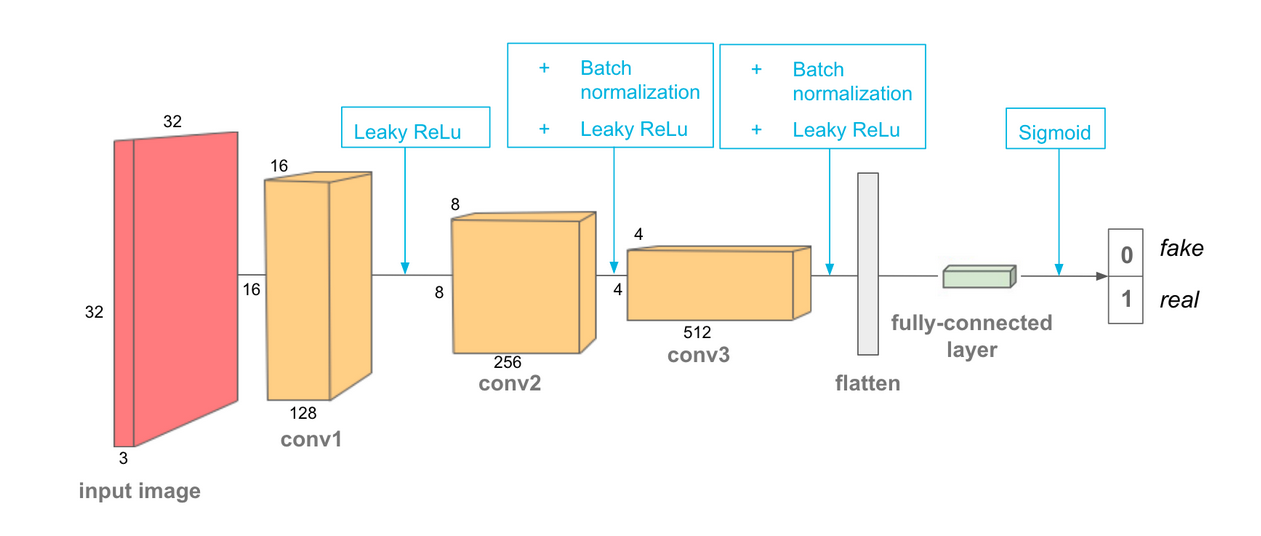 32
32
3
input image
16
16
128
conv1
Leaky ReLu
8
8
256
conv2
+ Batch
normalization
+ Leaky ReLu
4
4
512
conv3
+ Batch
normalization
+ Leaky ReLu
flatten
fully-connected
layer
Sigmoid
0 fake
1 real